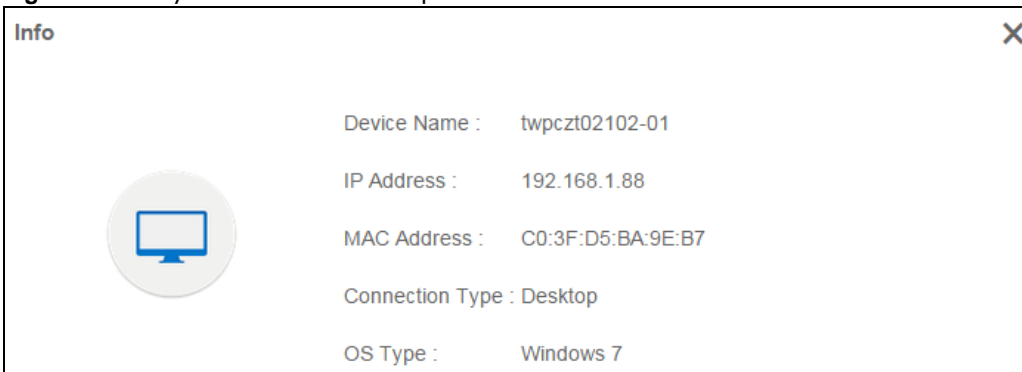 Info
Device Name : twpczt02102-01
IP Address : 192.168.1.88
MAC Address : C0:3F:D5:BA:9E:B7
Connection Type : Desktop
OS Type : Windows 7